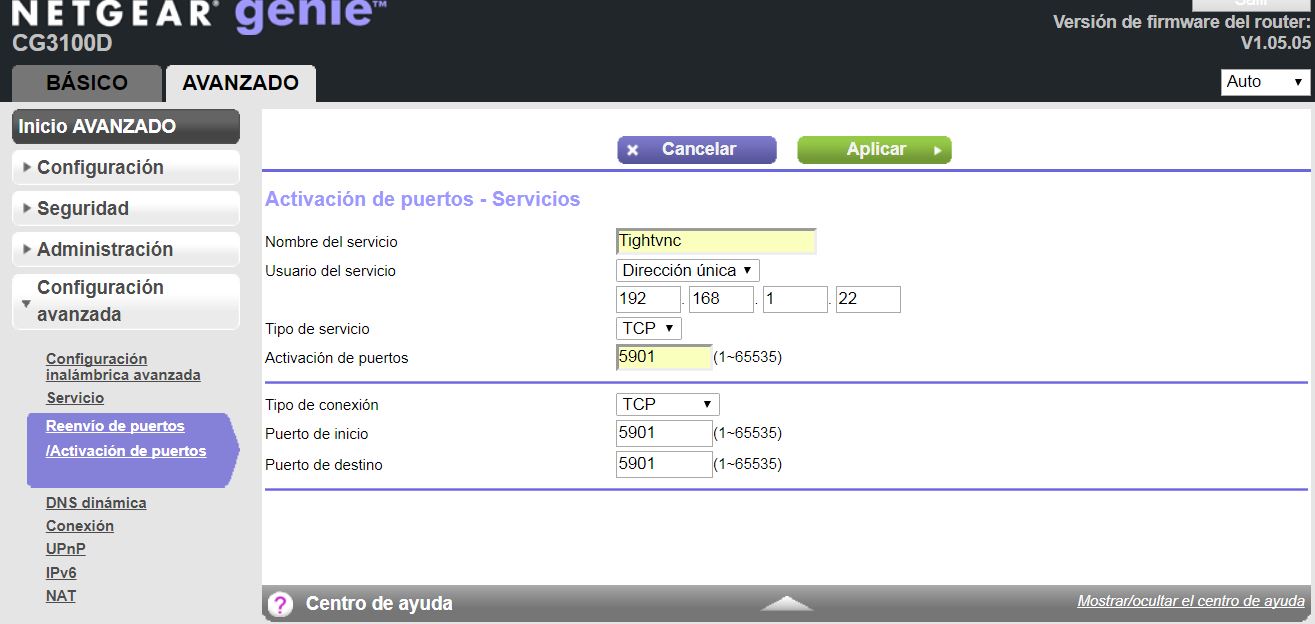 NETGEAR® genie™
Salir
CG3100D
Versión de firmware del router:
V1.05.05
BÁSICO
AVANZADO
Auto
Inicio AVANZADO
Configuración
Seguridad
Administración
Configuración
avanzada
Configuración
inalámbrica avanzada
Servicio
Reenvío de puertos
/Activación de puertos
DNS dinámica
Conexión
UPnP
IPv6
NAT
Cancelar
Aplicar
Activación de puertos - Servicios
Nombre del servicio Tightvnc
Usuario del servicio Dirección única
192 . 168 . 1 . 22
Tipo de servicio TCP
Activación de puertos 5901 (1~65535)
Tipo de conexión TCP
Puerto de inicio 5901 (1~65535)
Puerto de destino 5901 (1~65535)
? Centro de ayuda
Mostrar/ocultar el centro de ayuda